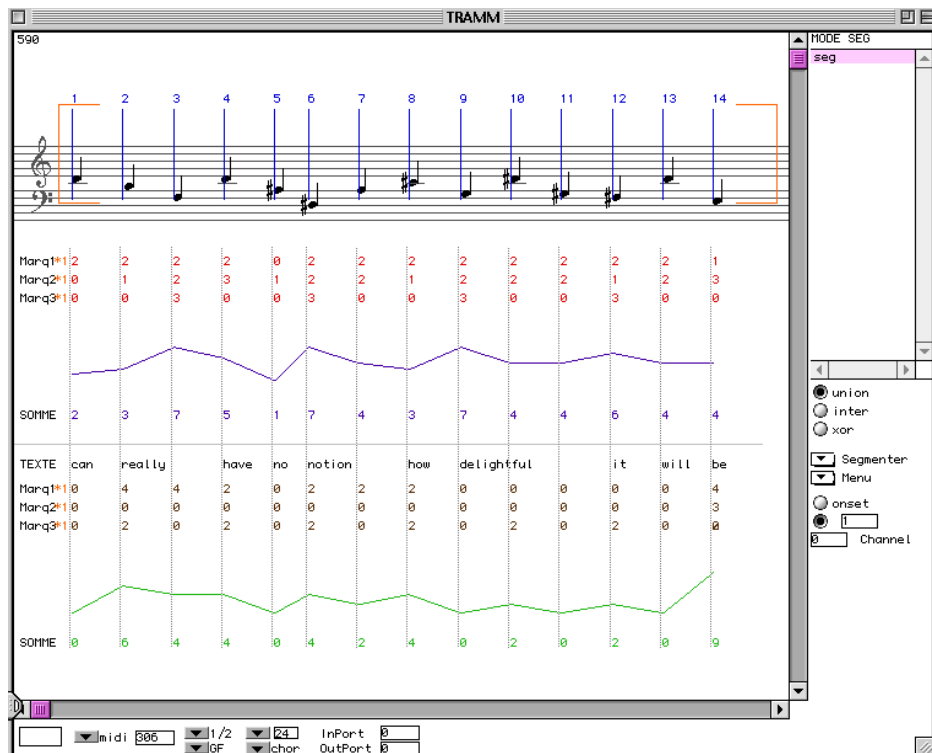 TRAMM
590
MODE SEG
seg
1 2 3 4 5 6 7 8 9 10 11 12 13 14
Marq1*1 2 2 2 2 0 2 2 2 2 2 2 2 2 1
Marq2*1 0 1 2 3 1 2 2 1 2 2 2 1 2 3
Marq3*1 0 0 3 0 0 3 0 0 3 0 0 3 0 0
SOMME 2 3 7 5 1 7 4 3 7 4 4 6 4 4
TEXTE can really have no notion how delightful it will be
Marq1*1 0 4 4 2 0 2 2 2 0 0 0 0 0 4
Marq2*1 0 0 0 0 0 0 0 0 0 0 0 0 0 3
Marq3*1 0 2 0 2 0 2 0 2 0 2 0 2 0 0
SOMME 0 6 4 4 0 4 2 4 0 2 0 2 0 9
union
inter
xor
Segmenter
Menu
onset
1
0 Channel
midi 306 1/2 24 InPort 0
GF chor OutPort 0